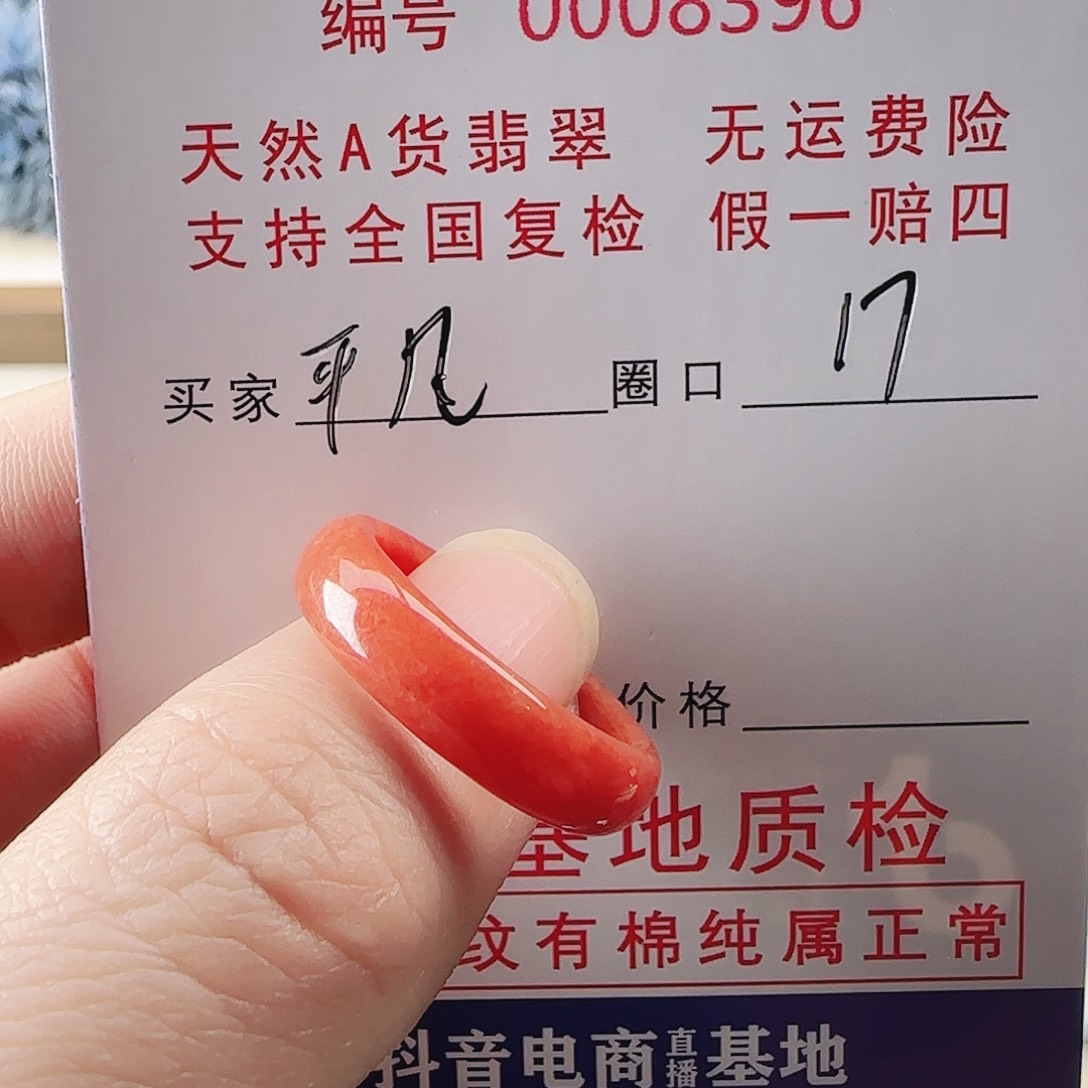 编号 0008396
天然A货翡翠 无运费险
支持全国复检 假一赔四
买家 平凡 圈口 17
价格
基地质检
纹有棉纯属正常
抖音电商直播基地